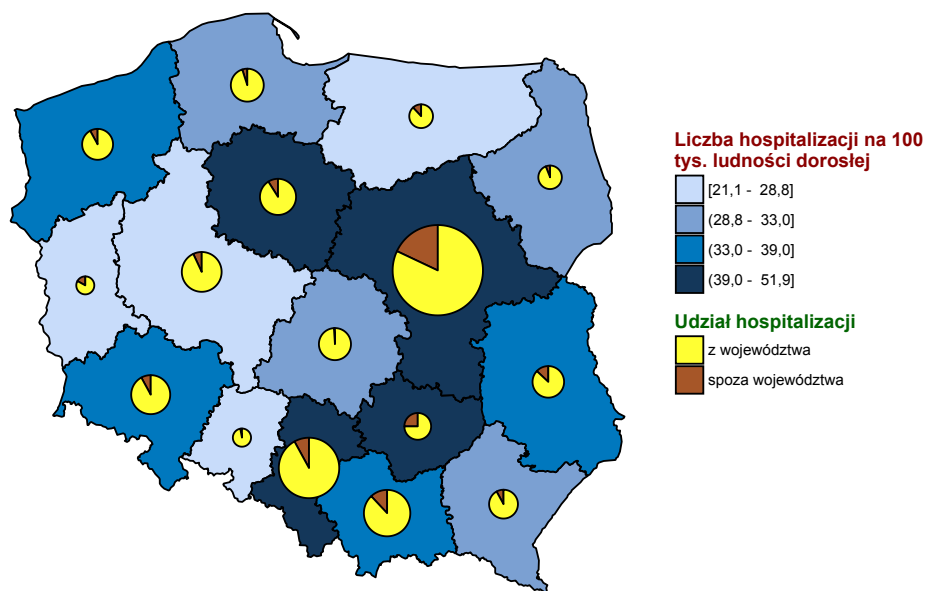 Liczba hospitalizacji na 100
tys. ludności dorosłej
[21,1 - 28,8]
(28,8 - 33,0]
(33,0 - 39,0]
(39,0 - 51,9]
Udział hospitalizacji
z województwa
spoza województwa